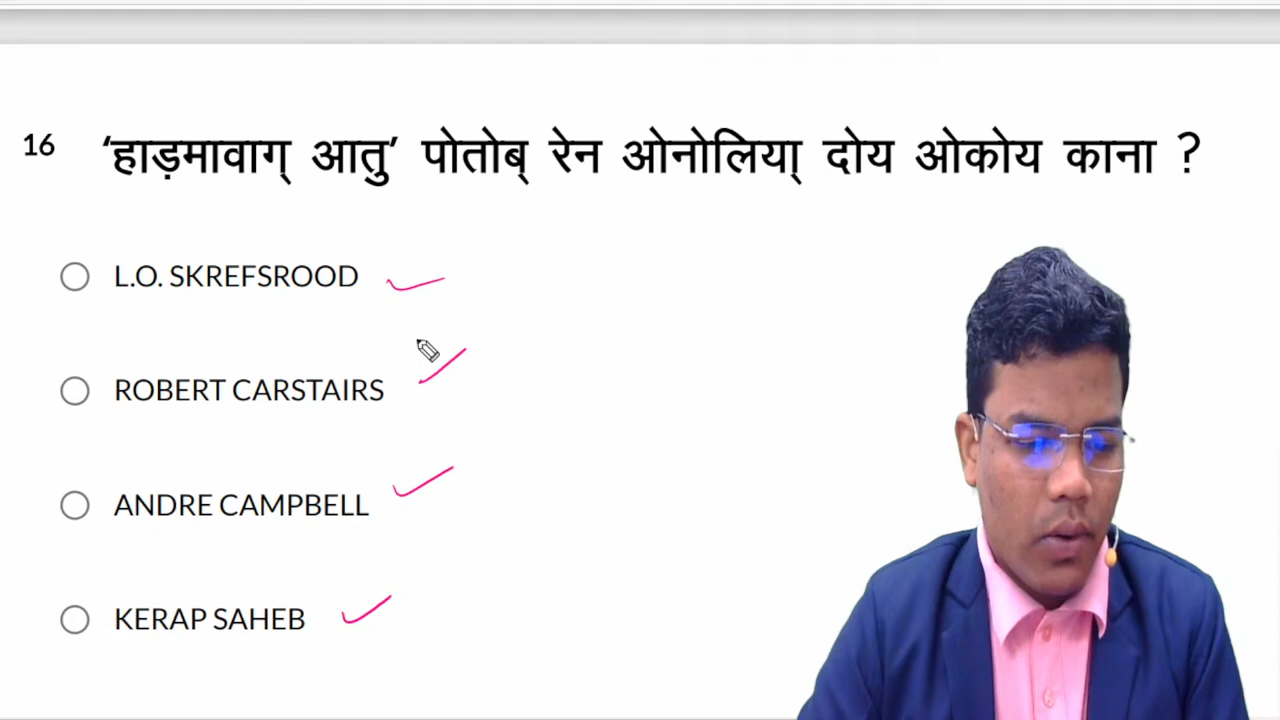 16 ‘हाड़मावाग् आतु’ पोतोब् रेन ओनोलिया् दोय ओकोय काना ?
L.O. SKREFSROOD
ROBERT CARSTAIRS
ANDRE CAMPBELL
KERAP SAHEB